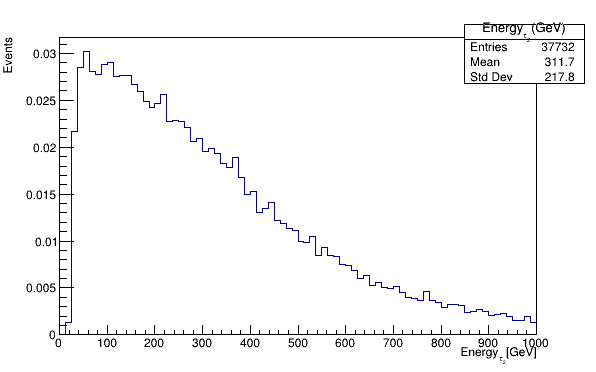 Energy_τ₂ (GeV)
Entries 37732
Mean 311.7
Std Dev 217.8
Events
0.03
0.025
0.02
0.015
0.01
0.005
0
0 100 200 300 400 500 600 700 800 900 1000
Energy_τ₂ [GeV]